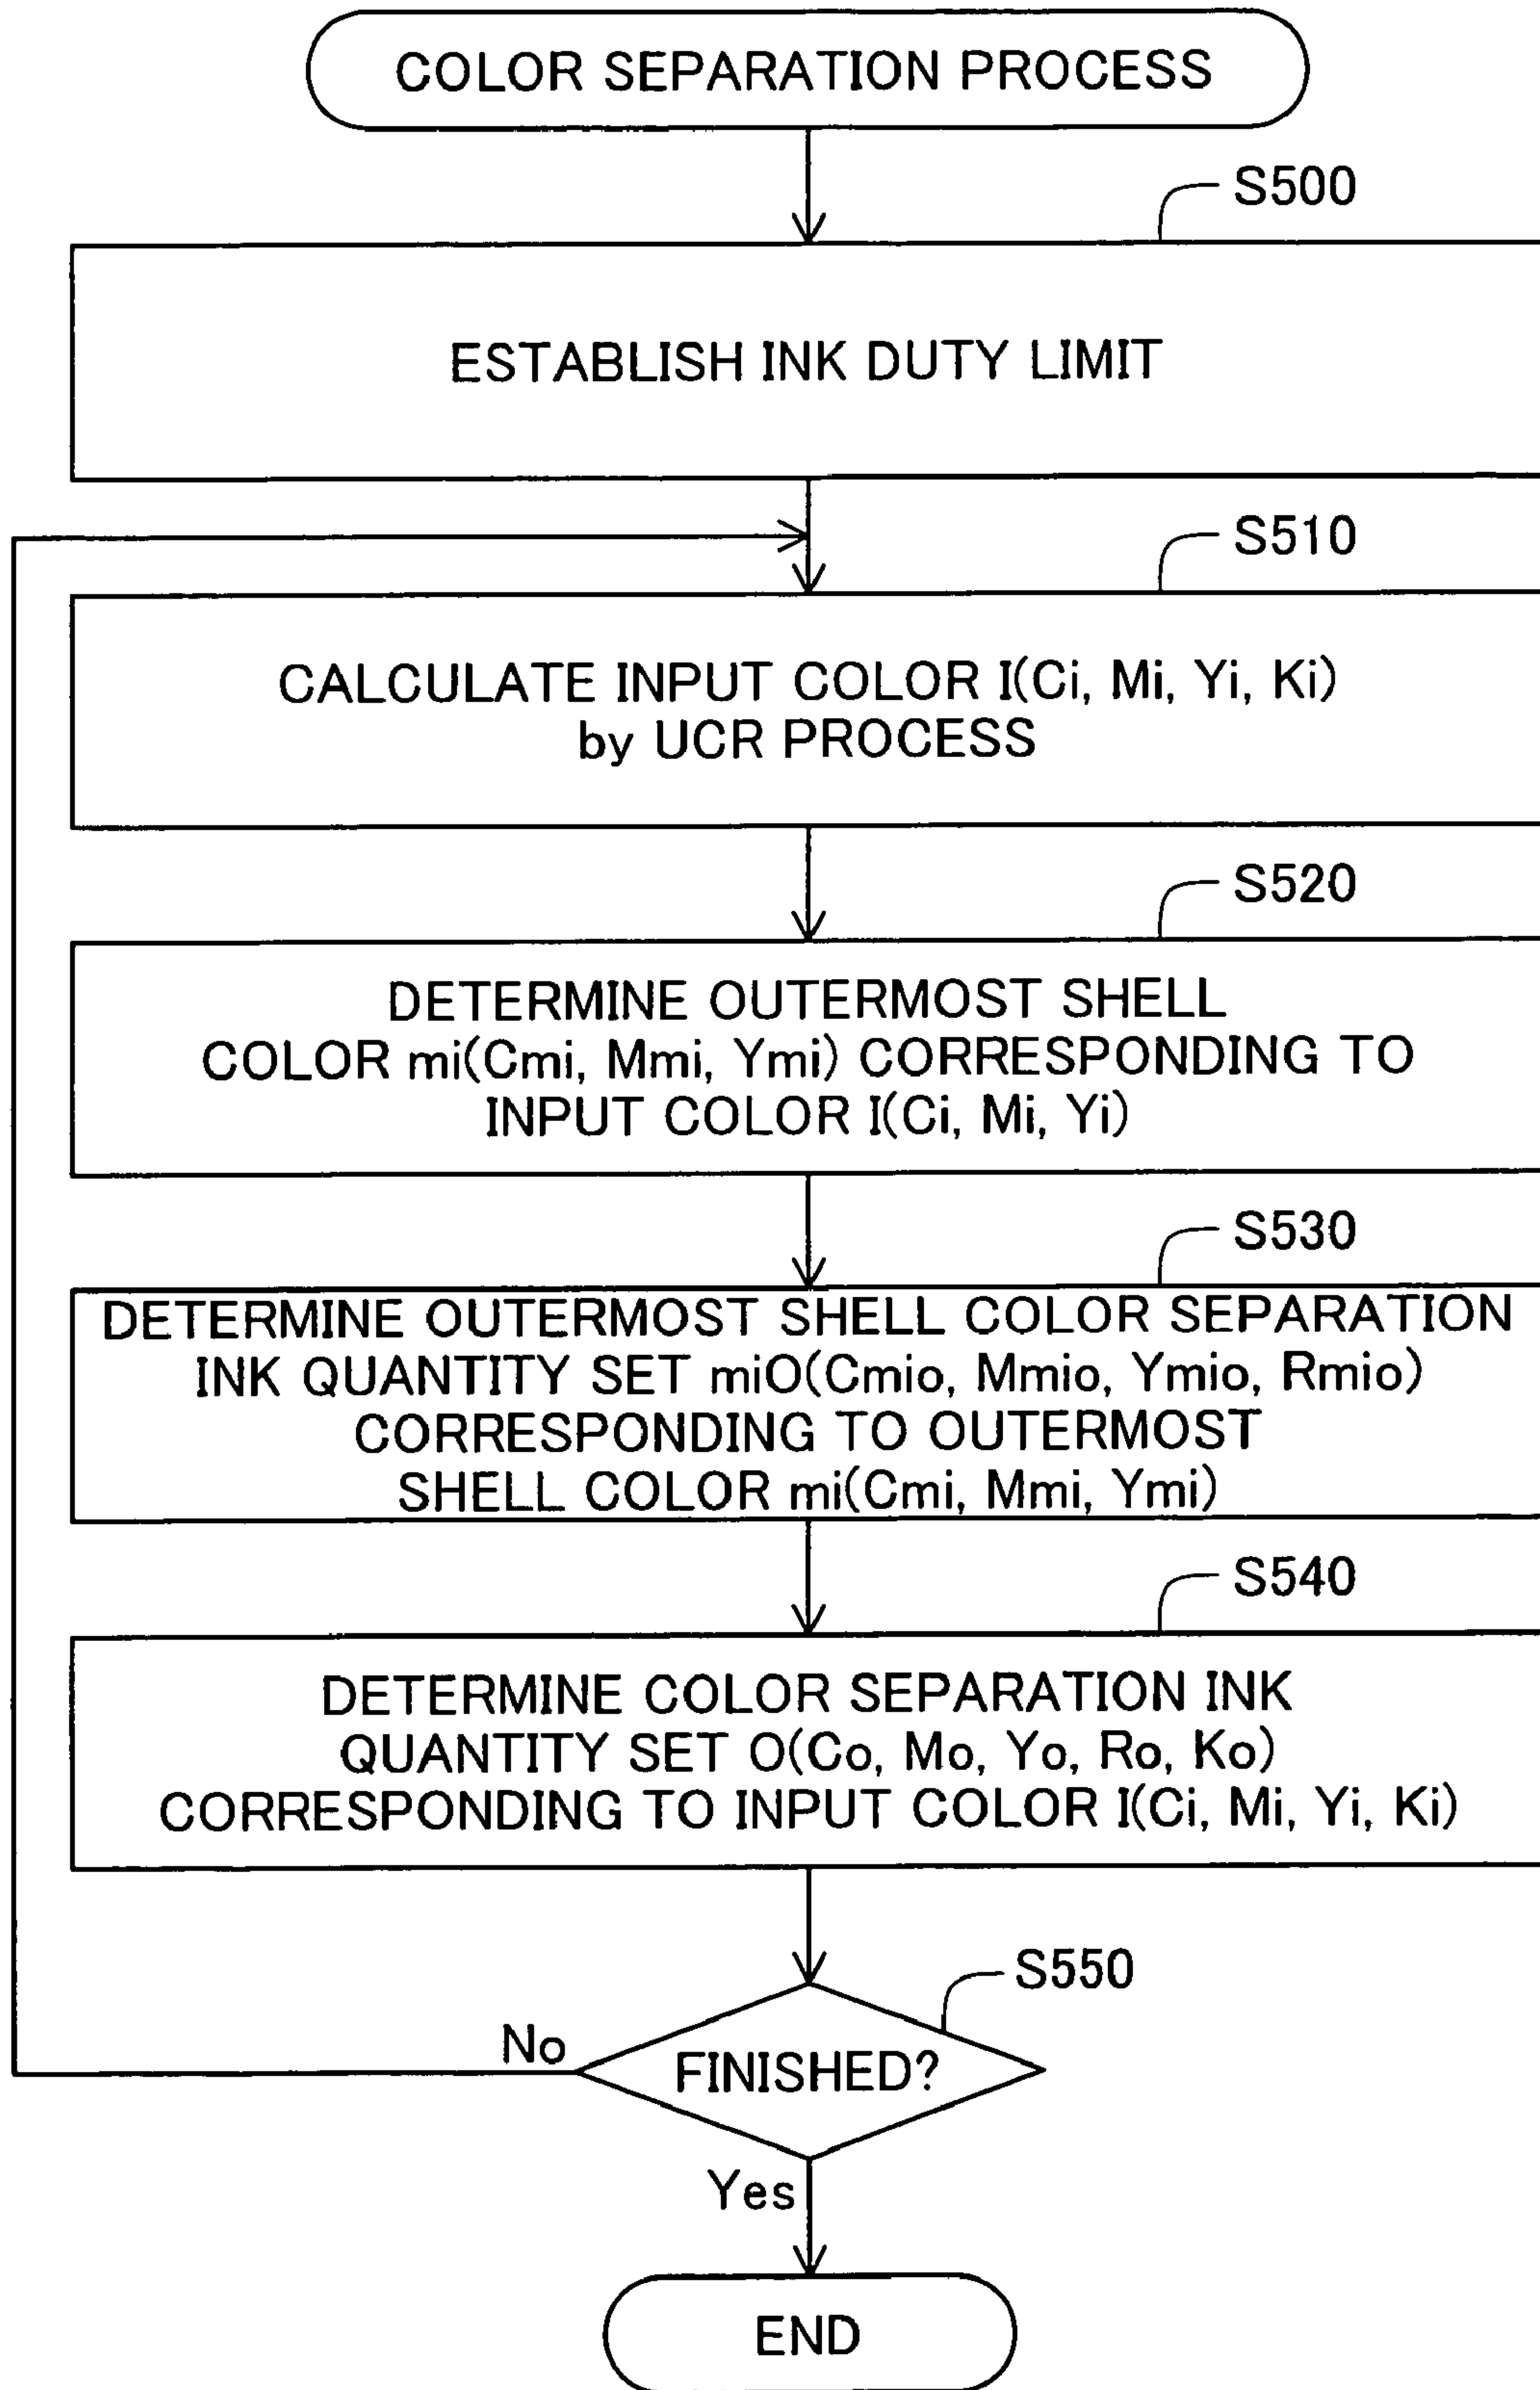 COLOR SEPARATION PROCESS
S500
ESTABLISH INK DUTY LIMIT
S510
CALCULATE INPUT COLOR I(Ci, Mi, Yi, Ki)
by UCR PROCESS
S520
DETERMINE OUTERMOST SHELL
COLOR mi(Cmi, Mmi, Ymi) CORRESPONDING TO
INPUT COLOR I(Ci, Mi, Yi)
S530
DETERMINE OUTERMOST SHELL COLOR SEPARATION
INK QUANTITY SET miO(Cmio, Mmio, Ymio, Rmio)
CORRESPONDING TO OUTERMOST
SHELL COLOR mi(Cmi, Mmi, Ymi)
S540
DETERMINE COLOR SEPARATION INK
QUANTITY SET O(Co, Mo, Yo, Ro, Ko)
CORRESPONDING TO INPUT COLOR I(Ci, Mi, Yi, Ki)
S550
No
FINISHED?
Yes
END